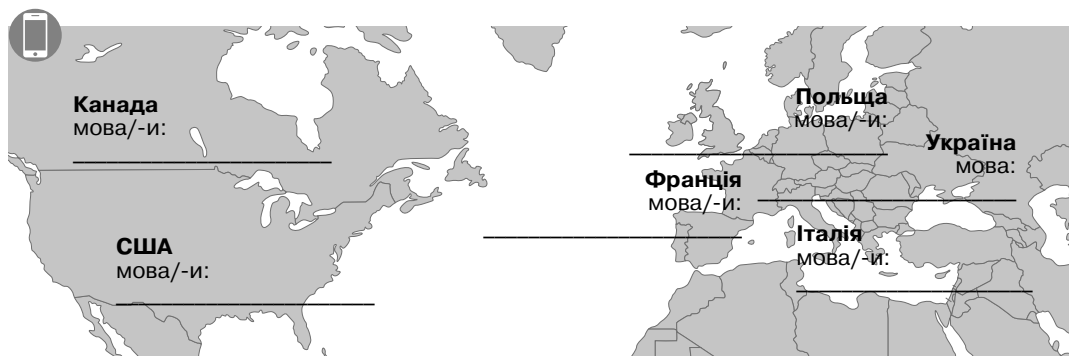 Канада
мова/-и:
США
мова/-и:
Польща
мова/-и:
Україна
мова:
Франція
мова/-и:
Італія
мова/-и: